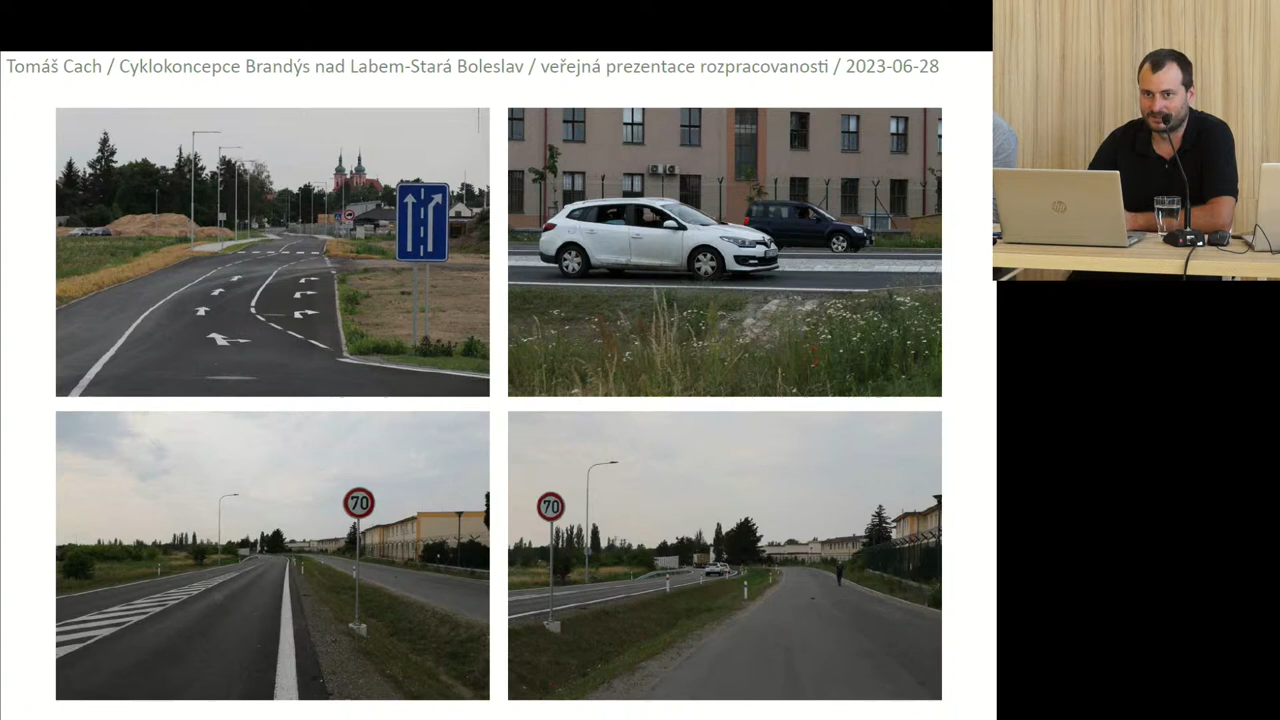 Tomáš Cach / Cyklokoncepce Brandýs nad Labem-Stará Boleslav / veřejná prezentace rozpracovanosti / 2023-06-28
70
70